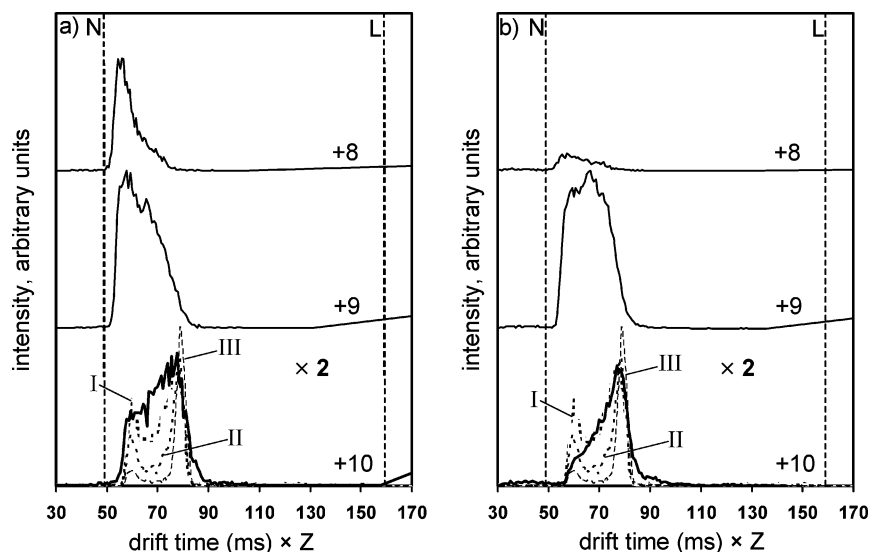 a) N L
+8
+9
× 2
III
I
II
+10
30 50 70 90 110 130 150 170
drift time (ms) × Z
intensity, arbitrary units
b) N L
+8
+9
× 2
III
I
II
+10
30 50 70 90 110 130 150 170
drift time (ms) × Z
intensity, arbitrary units